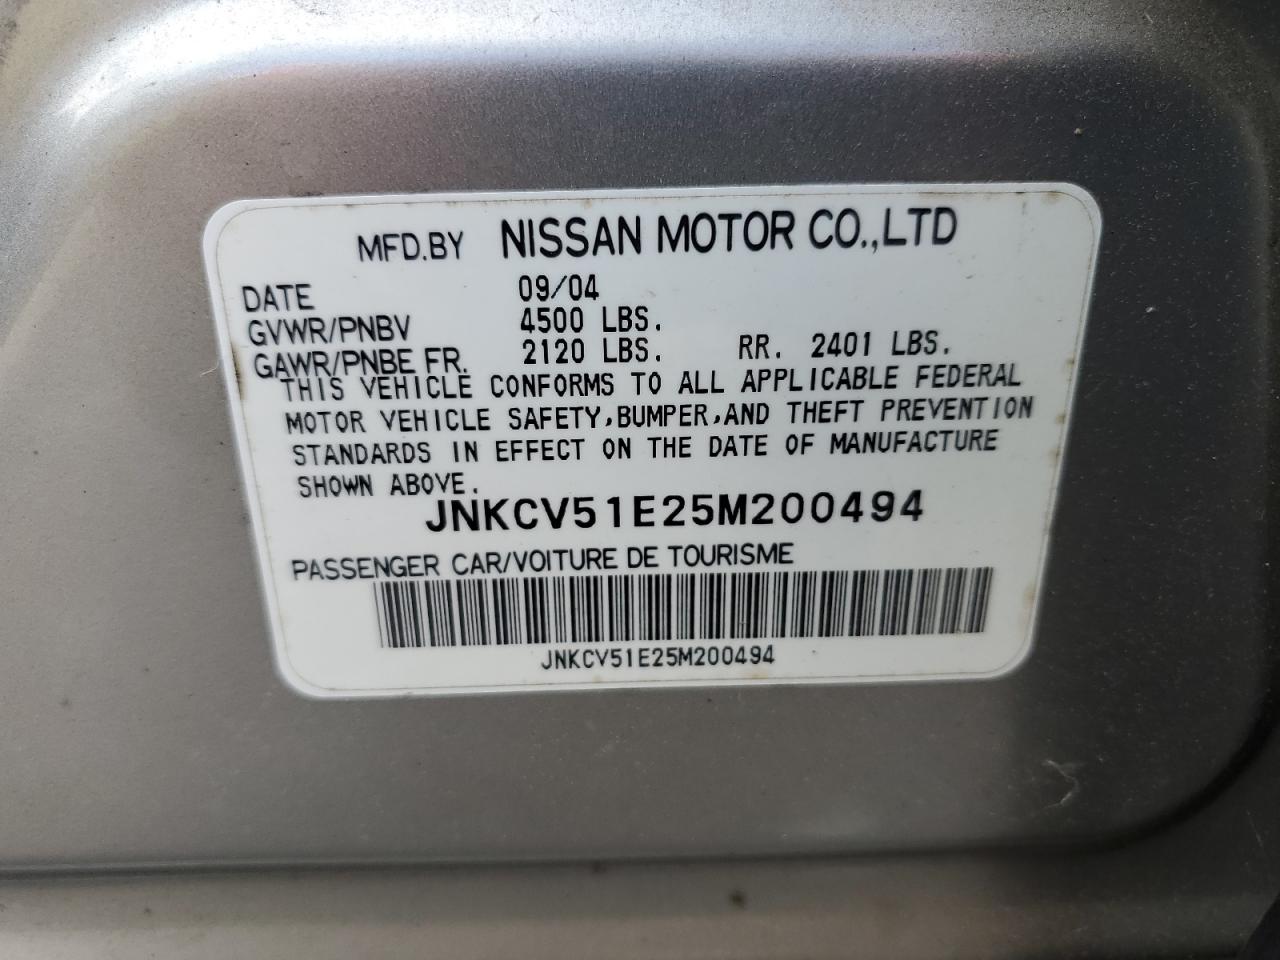 MFD.BY NISSAN MOTOR CO.,LTD
DATE 09/04
GVWR/PNBV 4500 LBS.
GAWR/PNBE FR. 2120 LBS. RR. 2401 LBS.
THIS VEHICLE CONFORMS TO ALL APPLICABLE FEDERAL
MOTOR VEHICLE SAFETY,BUMPER,AND THEFT PREVENTION
STANDARDS IN EFFECT ON THE DATE OF MANUFACTURE
SHOWN ABOVE.
JNKCV51E25M200494
PASSENGER CAR/VOITURE DE TOURISME
JNKCV51E25M200494